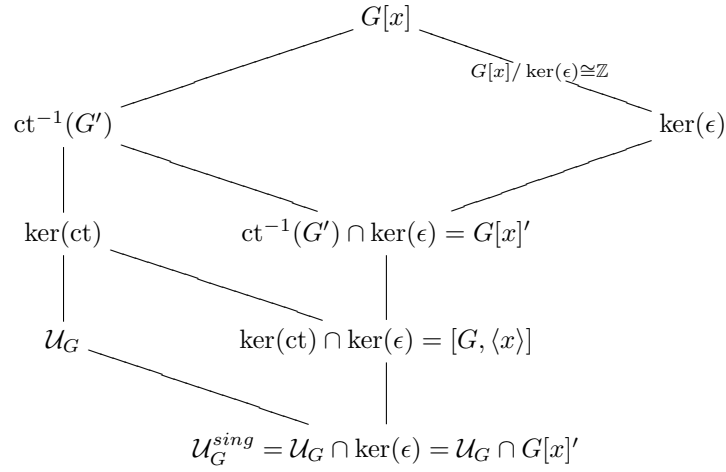 G[x]
G[x]/ ker(ϵ)≅ℤ
ct⁻¹(G′)
ker(ϵ)
ker(ct)
ct⁻¹(G′) ∩ ker(ϵ) = G[x]′
𝒰_G
ker(ct) ∩ ker(ϵ) = [G, ⟨x⟩]
𝒰_G^{sing} = 𝒰_G ∩ ker(ϵ) = 𝒰_G ∩ G[x]′